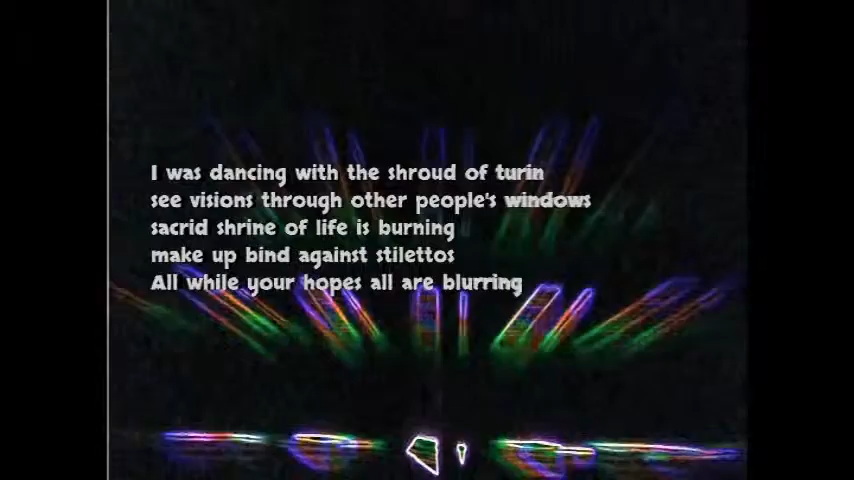 I was dancing with the shroud of turin
see visions through other people's windows
sacrid shrine of life is burning
make up bind against stilettos
All while your hopes all are blurring